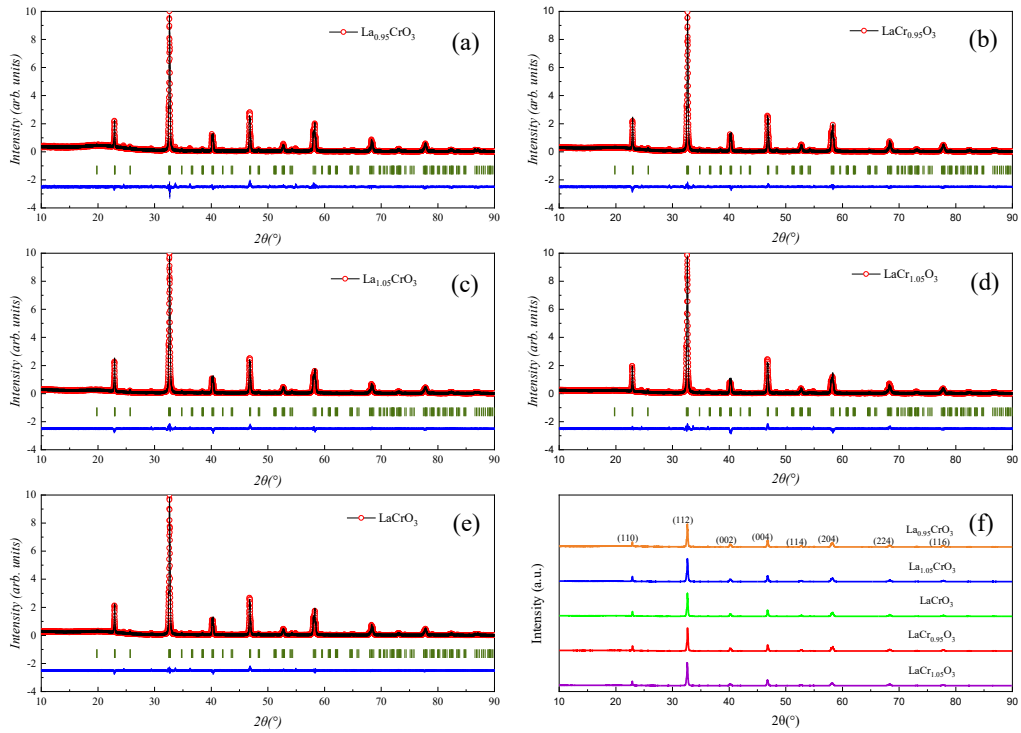 La₀.₉₅CrO₃
(a)
Intensity (arb. units)
10
8
6
4
2
0
-2
-4
10 20 30 40 50 60 70 80 90
2θ(°)
LaCr₀.₉₅O₃
(b)
Intensity (arb. units)
10
8
6
4
2
0
-2
-4
10 20 30 40 50 60 70 80 90
2θ(°)
La₁.₀₅CrO₃
(c)
Intensity (arb. units)
10
8
6
4
2
0
-2
-4
10 20 30 40 50 60 70 80 90
2θ(°)
LaCr₁.₀₅O₃
(d)
Intensity (arb. units)
10
8
6
4
2
0
-2
-4
10 20 30 40 50 60 70 80 90
2θ(°)
LaCrO₃
(e)
Intensity (arb. units)
10
8
6
4
2
0
-2
-4
10 20 30 40 50 60 70 80 90
2θ(°)
(f)
Intensity (a.u.)
(110) (112) (002) (004) (114) (204) (224) (116)
La₀.₉₅CrO₃
La₁.₀₅CrO₃
LaCrO₃
LaCr₀.₉₅O₃
LaCr₁.₀₅O₃
10 20 30 40 50 60 70 80 90
2θ(°)